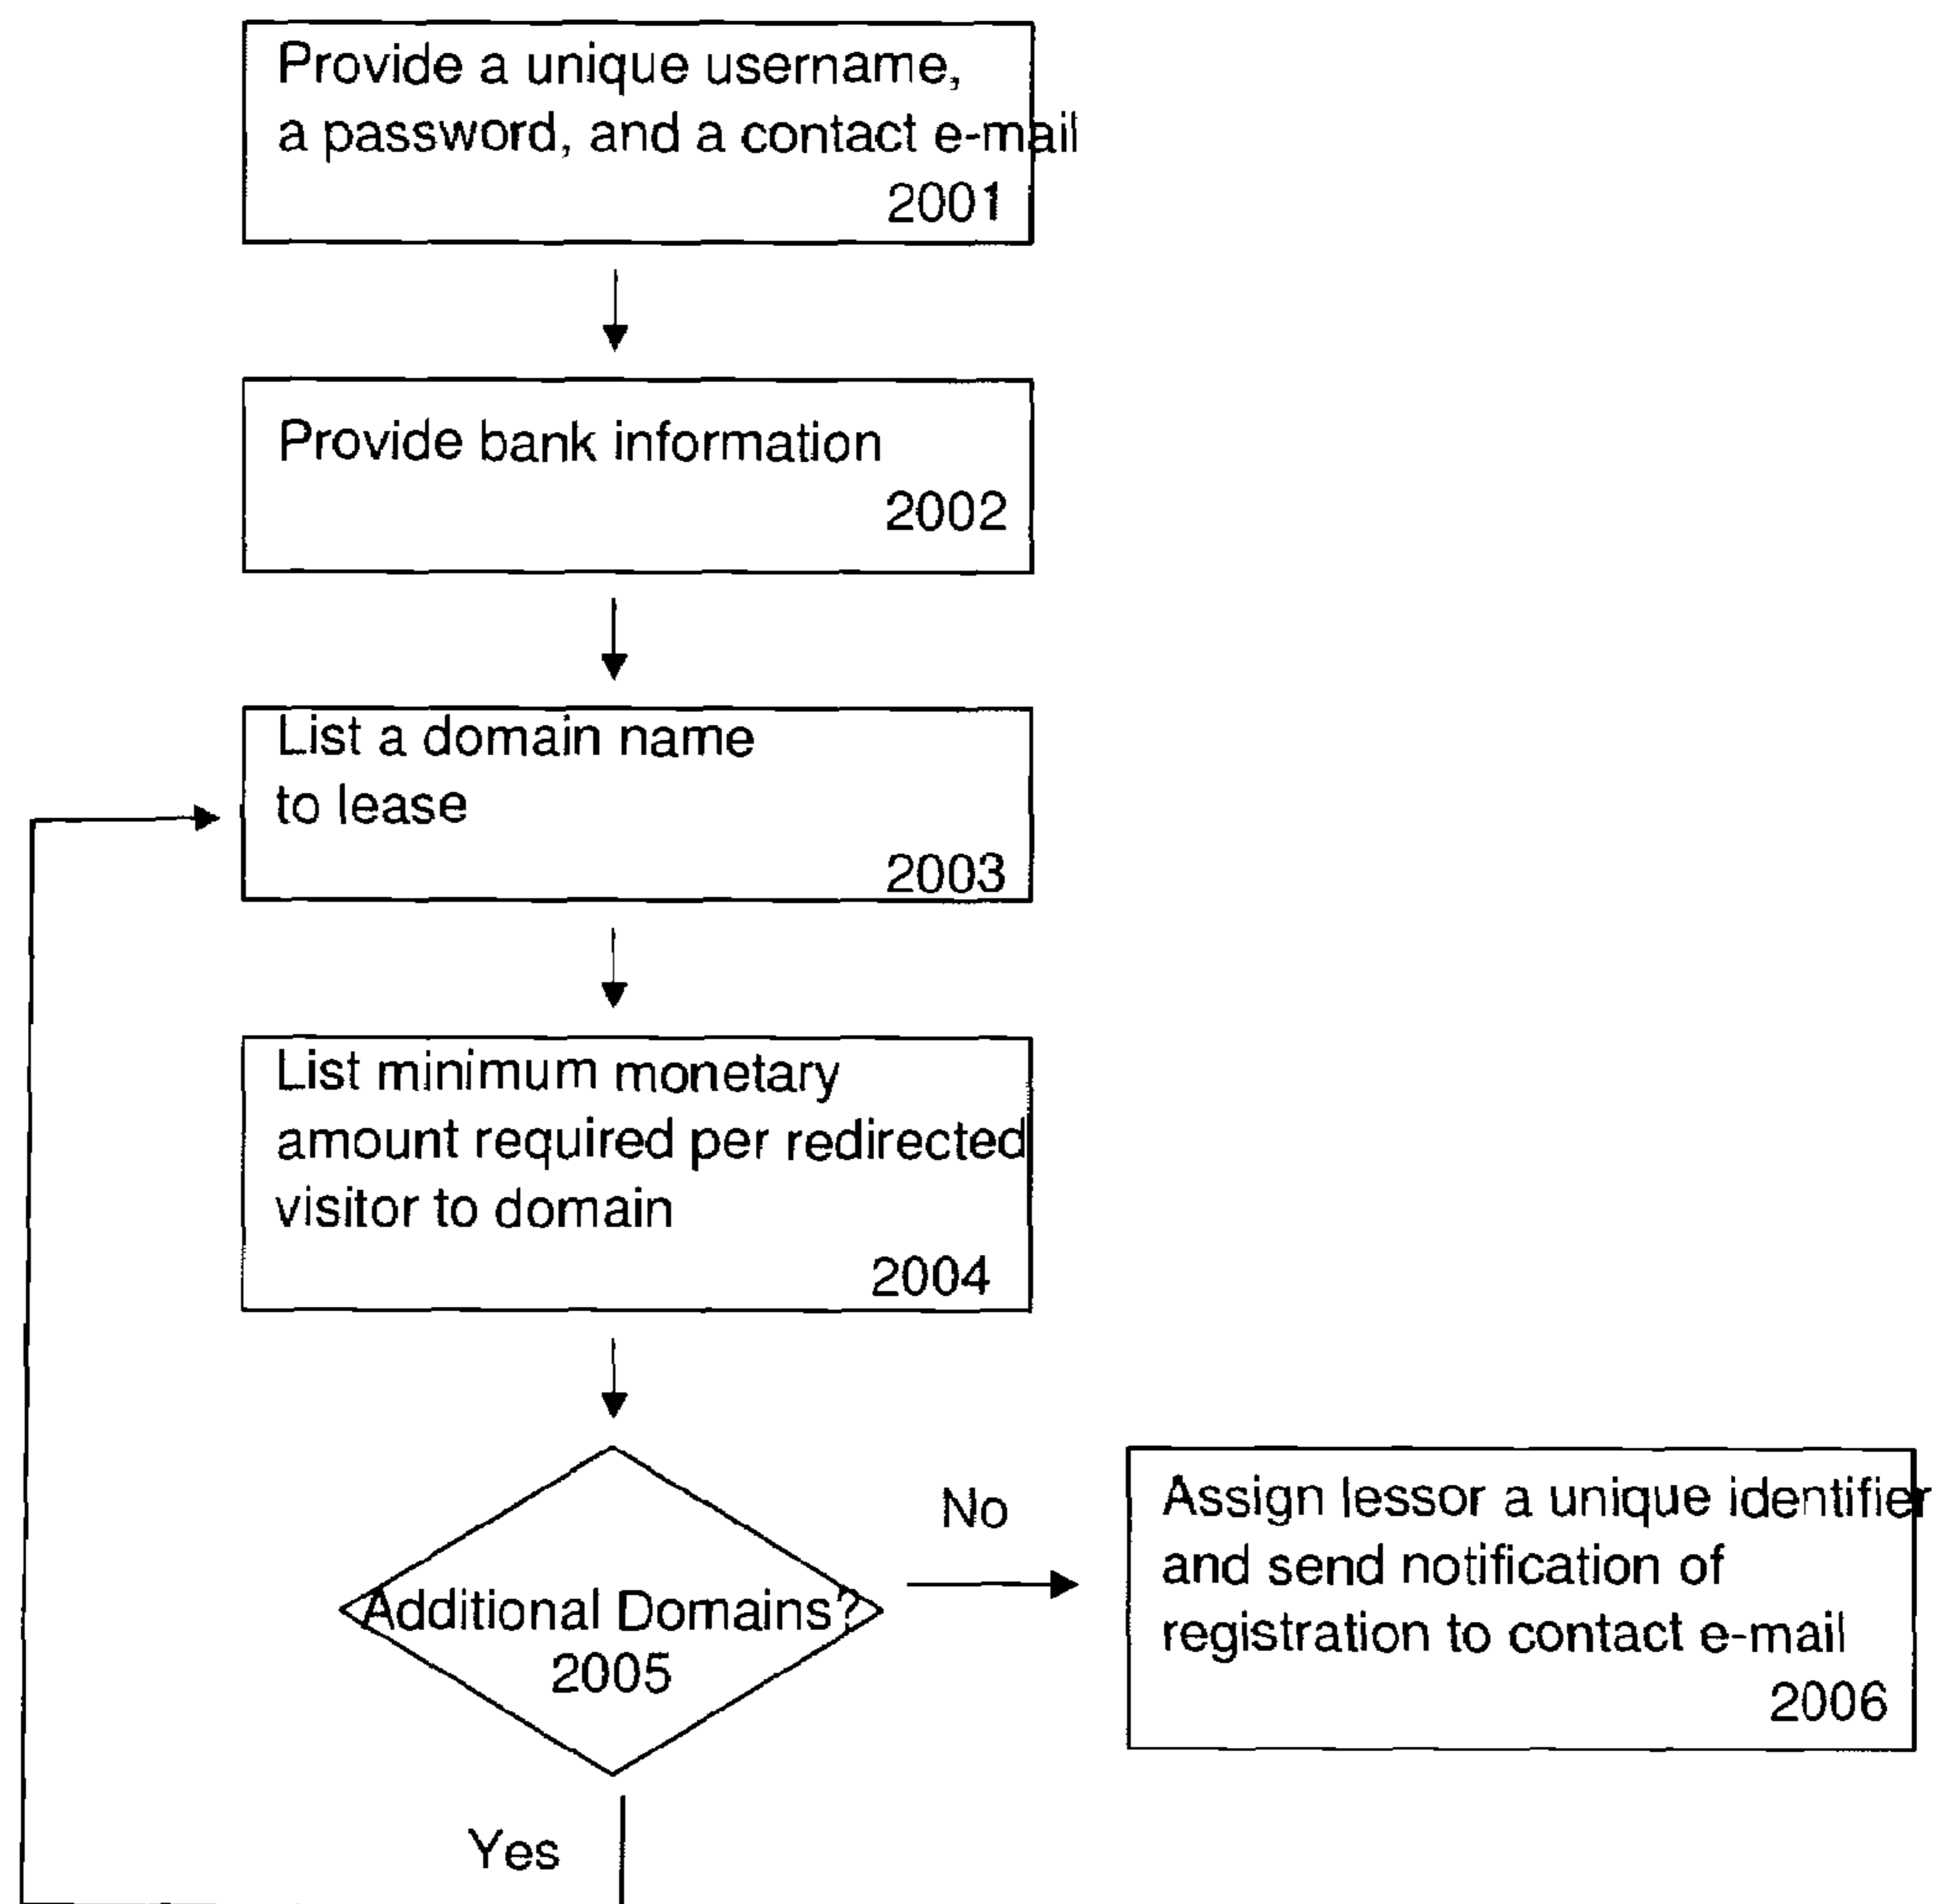 Provide a unique username,
a password, and a contact e-mail
2001
Provide bank information
2002
List a domain name
to lease
2003
List minimum monetary
amount required per redirected
visitor to domain
2004
Additional Domains?
2005
No
Assign lessor a unique identifier
and send notification of
registration to contact e-mail
2006
Yes